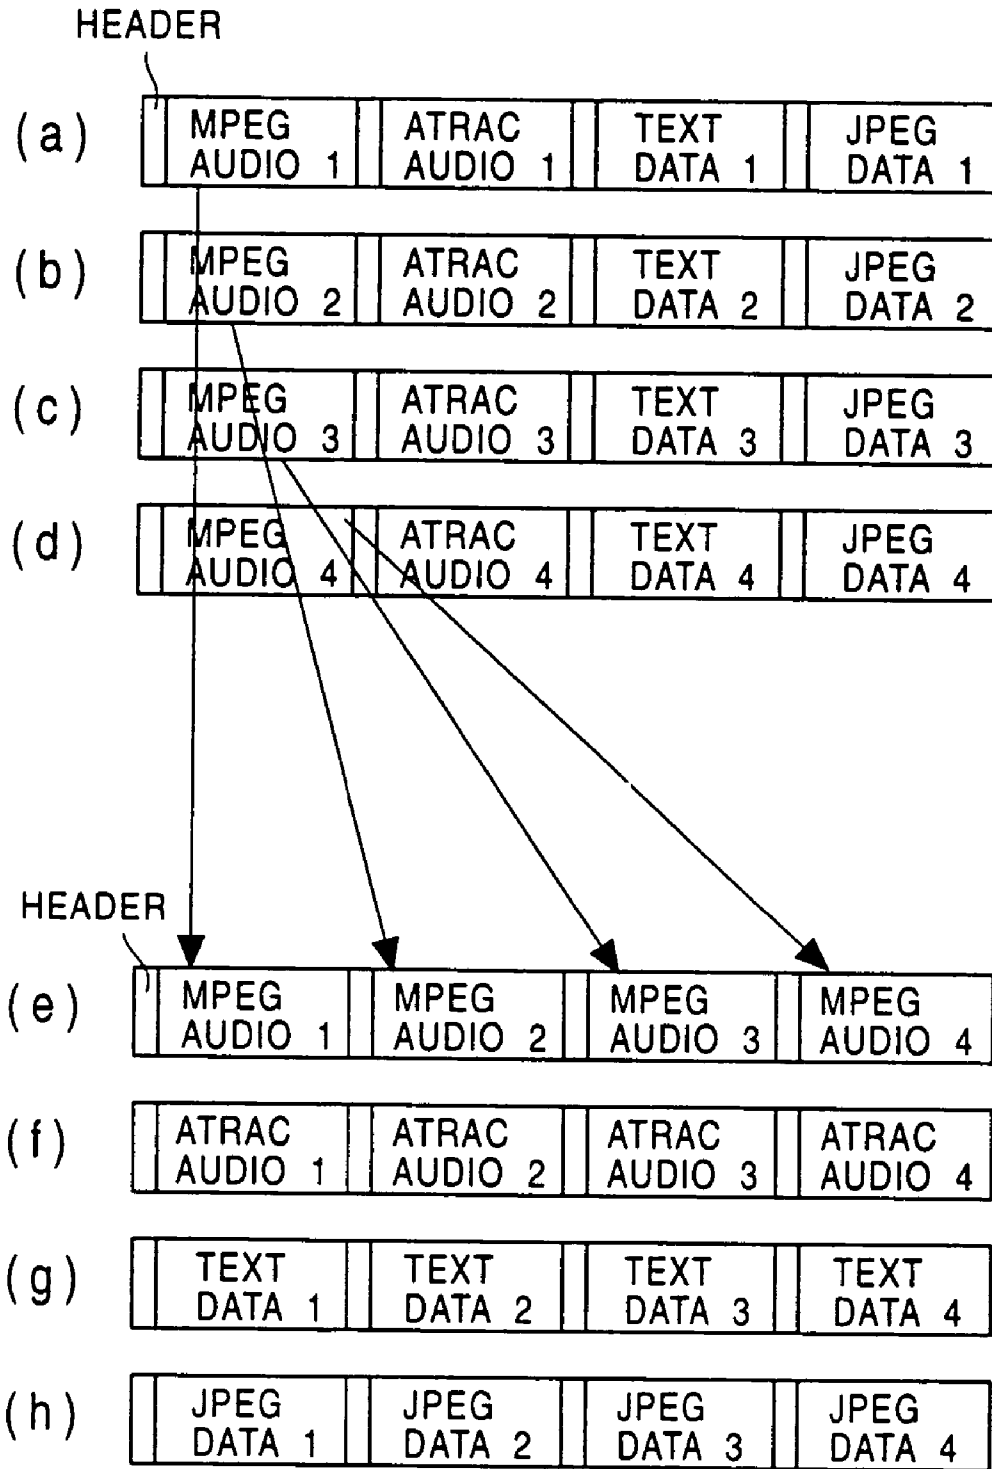 HEADER
(a) MPEG ATRAC TEXT JPEG
AUDIO 1 AUDIO 1 DATA 1 DATA 1
(b) MPEG ATRAC TEXT JPEG
AUDIO 2 AUDIO 2 DATA 2 DATA 2
(c) MPEG ATRAC TEXT JPEG
AUDIO 3 AUDIO 3 DATA 3 DATA 3
(d) MPEG ATRAC TEXT JPEG
AUDIO 4 AUDIO 4 DATA 4 DATA 4
HEADER
(e) MPEG MPEG MPEG MPEG
AUDIO 1 AUDIO 2 AUDIO 3 AUDIO 4
(f) ATRAC ATRAC ATRAC ATRAC
AUDIO 1 AUDIO 2 AUDIO 3 AUDIO 4
(g) TEXT TEXT TEXT TEXT
DATA 1 DATA 2 DATA 3 DATA 4
(h) JPEG JPEG JPEG JPEG
DATA 1 DATA 2 DATA 3 DATA 4